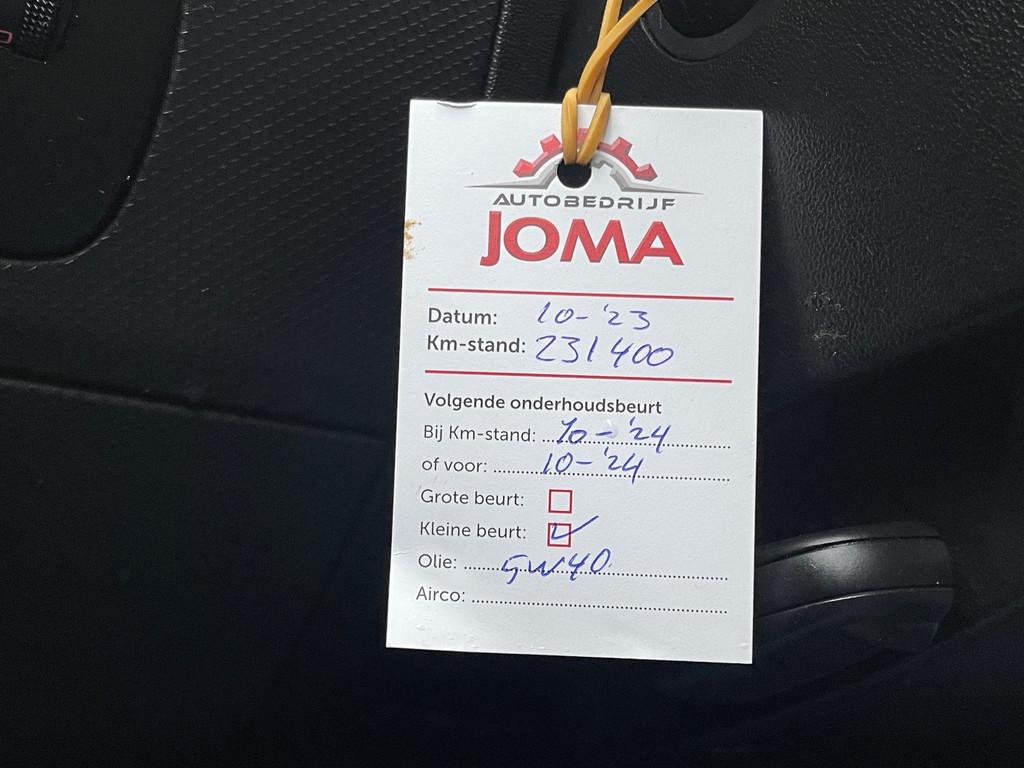 AUTOBEDRIJF
JOMA
Datum: 10-'23
Km-stand: 231400
Volgende onderhoudsbeurt
Bij Km-stand: 10-'24
of voor: 10-'24
Grote beurt:
Kleine beurt:
Olie: 5W40
Airco: